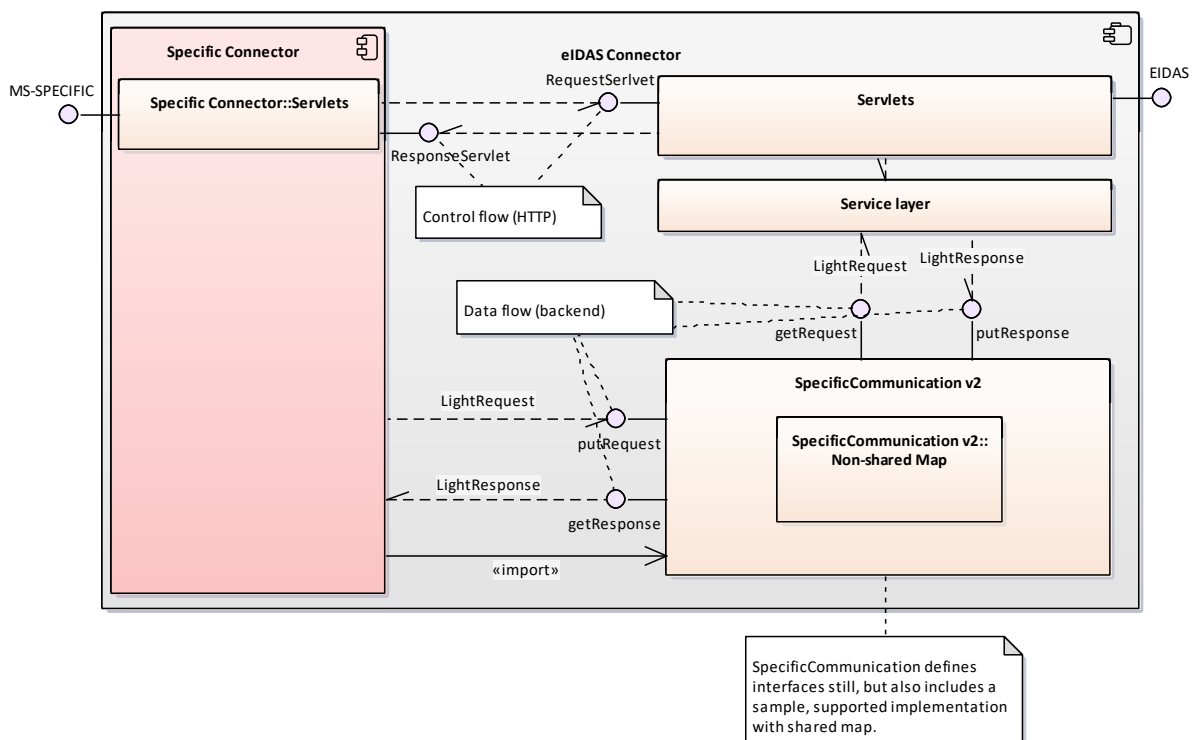 Specific Connector
eIDAS Connector
MS-SPECIFIC
Specific Connector::Servlets
RequestSerlvet
Servlets
EIDAS
ResponseServlet
Control flow (HTTP)
Service layer
LightRequest
LightResponse
Data flow (backend)
getRequest
putResponse
SpecificCommunication v2
LightRequest
putRequest
SpecificCommunication v2::
Non-shared Map
LightResponse
getResponse
«import»
SpecificCommunication defines
interfaces still, but also includes a
sample, supported implementation
with shared map.